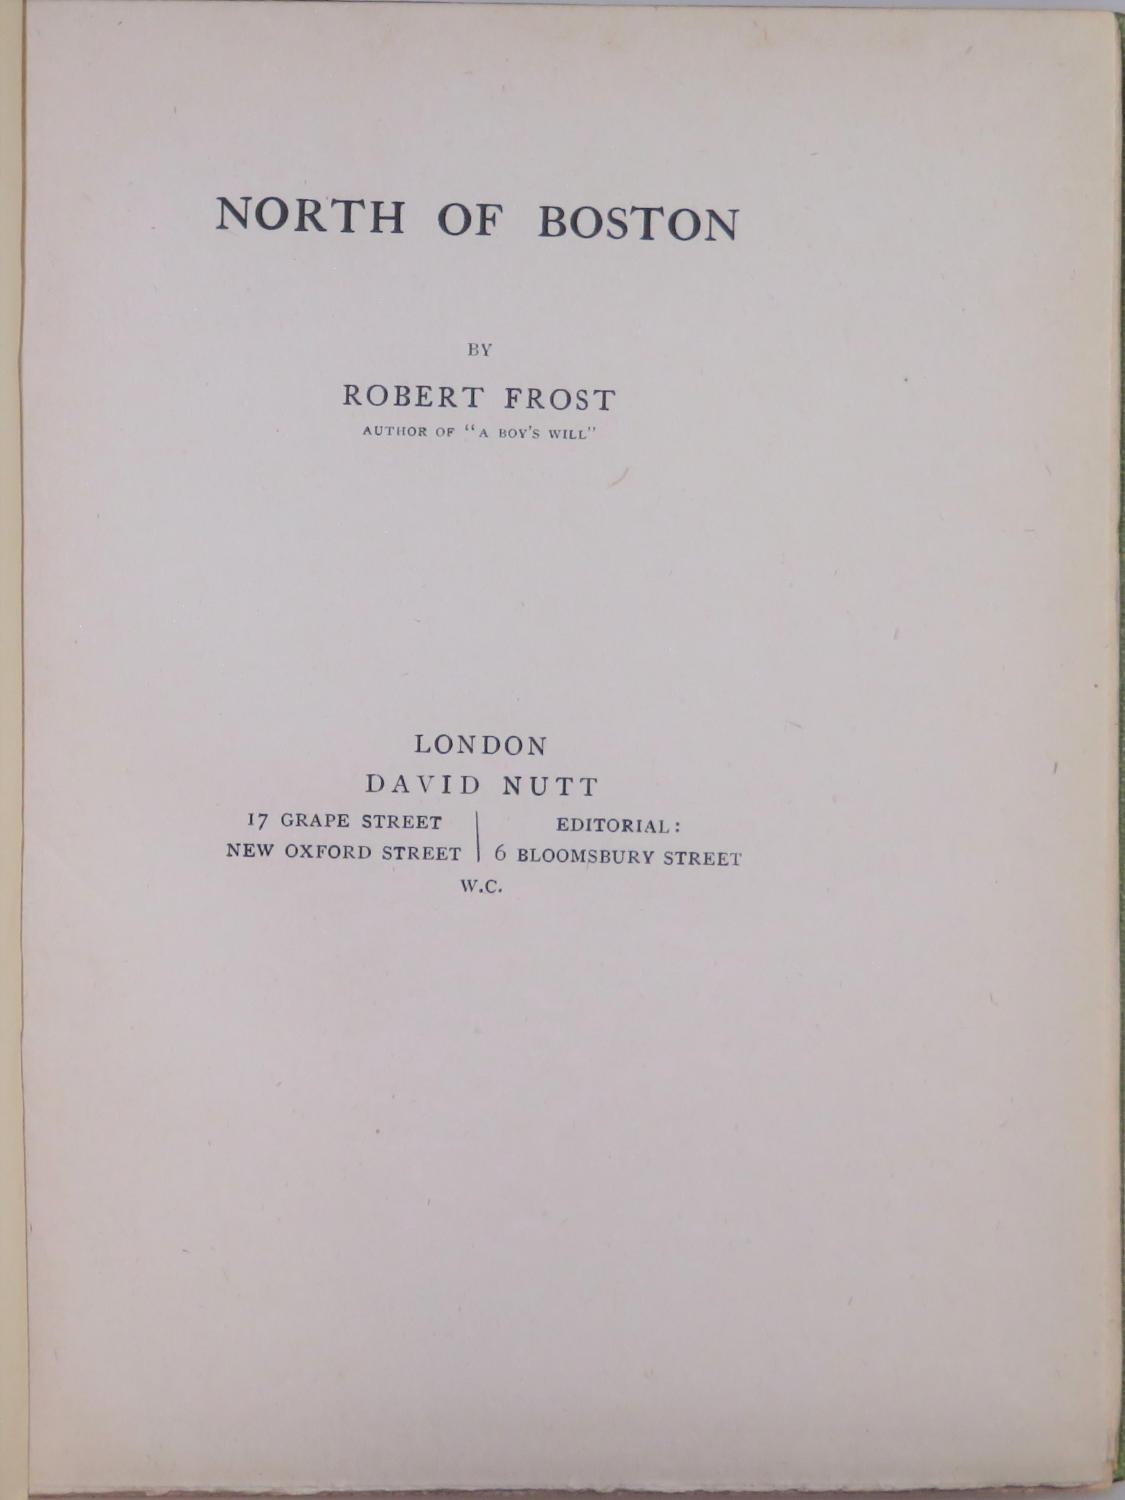 NORTH OF BOSTON
BY
ROBERT FROST
AUTHOR OF "A BOY'S WILL"
LONDON
DAVID NUTT
17 GRAPE STREET
NEW OXFORD STREET
EDITORIAL:
6 BLOOMSBURY STREET
W.C.